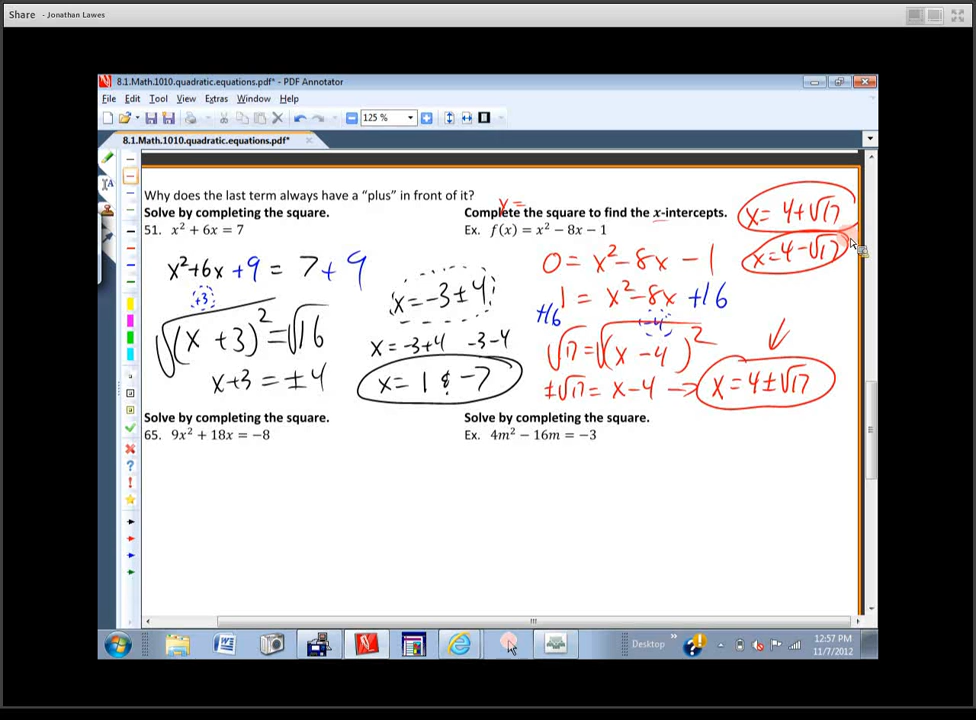 Share - Jonathan Lawes
8.1.Math.1010.quadratic.equations.pdf* - PDF Annotator
File Edit Tool View Extras Window Help
125 %
8.1.Math.1010.quadratic.equations.pdf*
Why does the last term always have a “plus” in front of it?
Solve by completing the square.
51. x² + 6x = 7
x²+6x +9 = 7+9
+3
√(x +3)² = √16
x+3 = ±4
x = -3 ± 4
x = -3+4 -3-4
x = 1 & -7
x =
Complete the square to find the x-intercepts.
Ex. f(x) = x² − 8x − 1
x = 4+√17
x = 4-√17
0 = x²-8x - 1
1 = x²-8x +16
+16
-4
√17 = √(x -4)²
±√17 = x-4 → x = 4±√17
Solve by completing the square.
65. 9x² + 18x = −8
Solve by completing the square.
Ex. 4m² − 16m = −3
Desktop
12:57 PM
11/7/2012